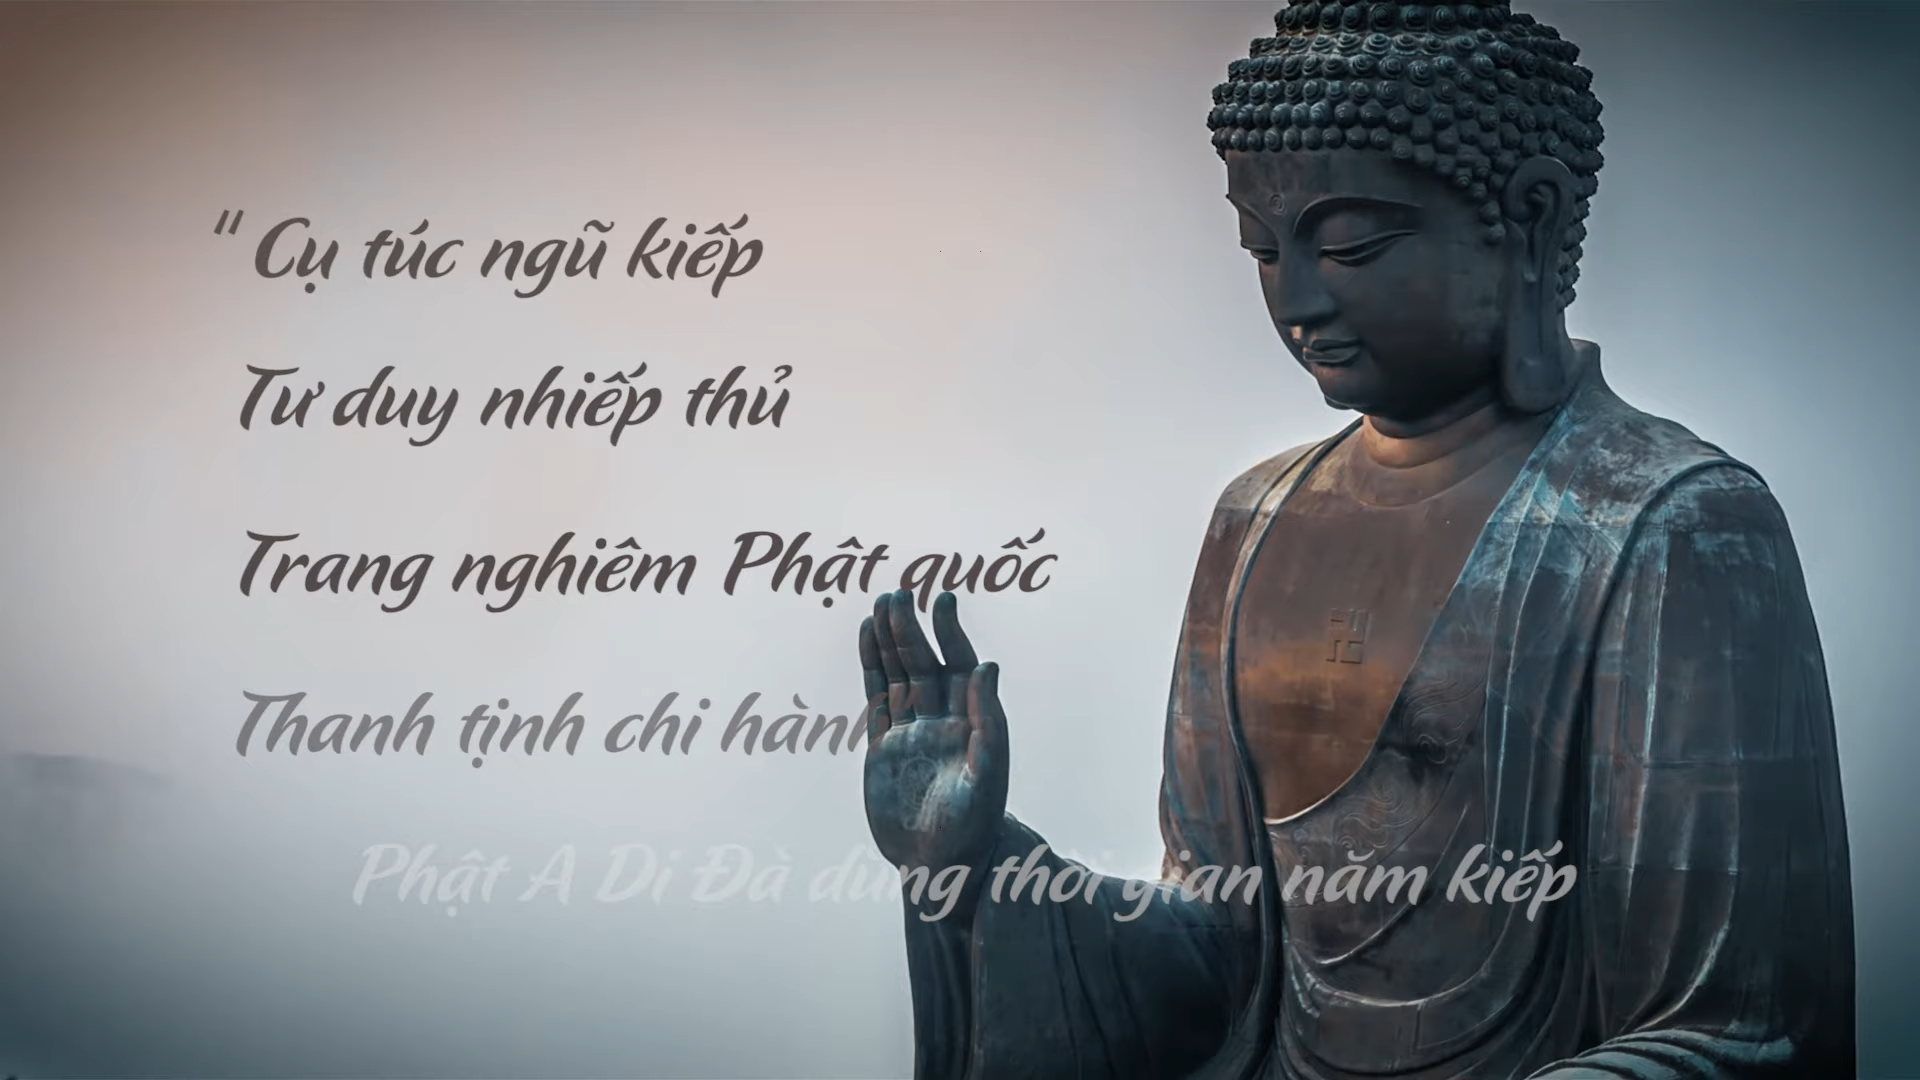 " Cụ túc ngũ kiếp
Tư duy nhiếp thủ
Trang nghiêm Phật quốc
Thanh tịnh chi hành
Phật A Di Đà dùng thời gian năm kiếp